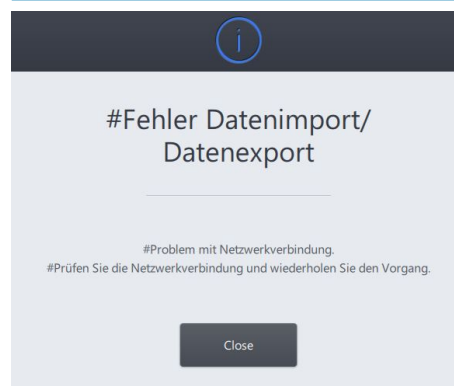 #Fehler Datenimport/
Datenexport
#Problem mit Netzwerkverbindung.
#Prüfen Sie die Netzwerkverbindung und wiederholen Sie den Vorgang.
Close